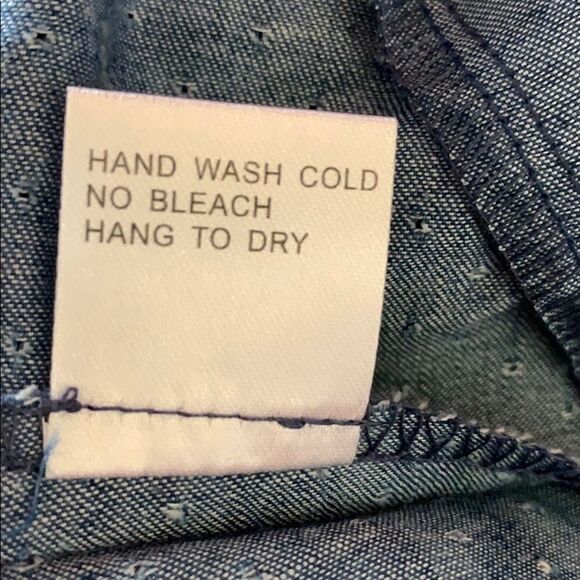 HAND WASH COLD
NO BLEACH
HANG TO DRY